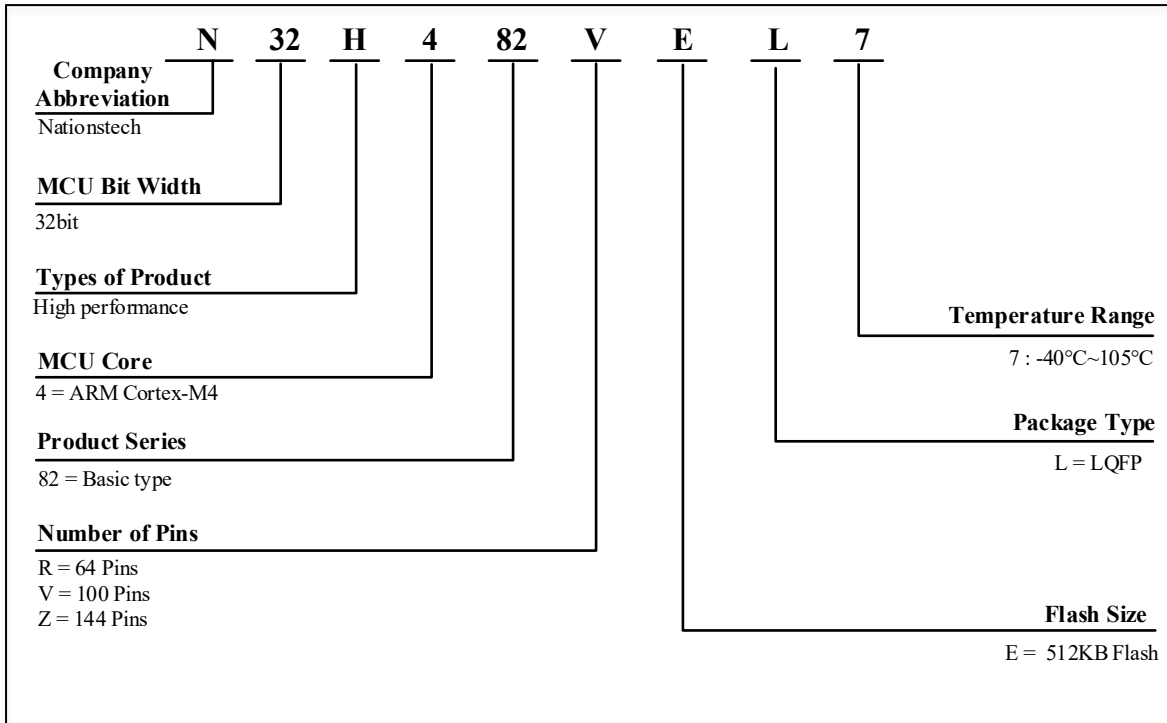 N 32 H 4 82 V E L 7
Company
Abbreviation
Nationstech
MCU Bit Width
32bit
Types of Product
High performance
MCU Core
4 = ARM Cortex-M4
Product Series
82 = Basic type
Number of Pins
R = 64 Pins
V = 100 Pins
Z = 144 Pins
Temperature Range
7 : -40°C~105°C
Package Type
L = LQFP
Flash Size
E = 512KB Flash